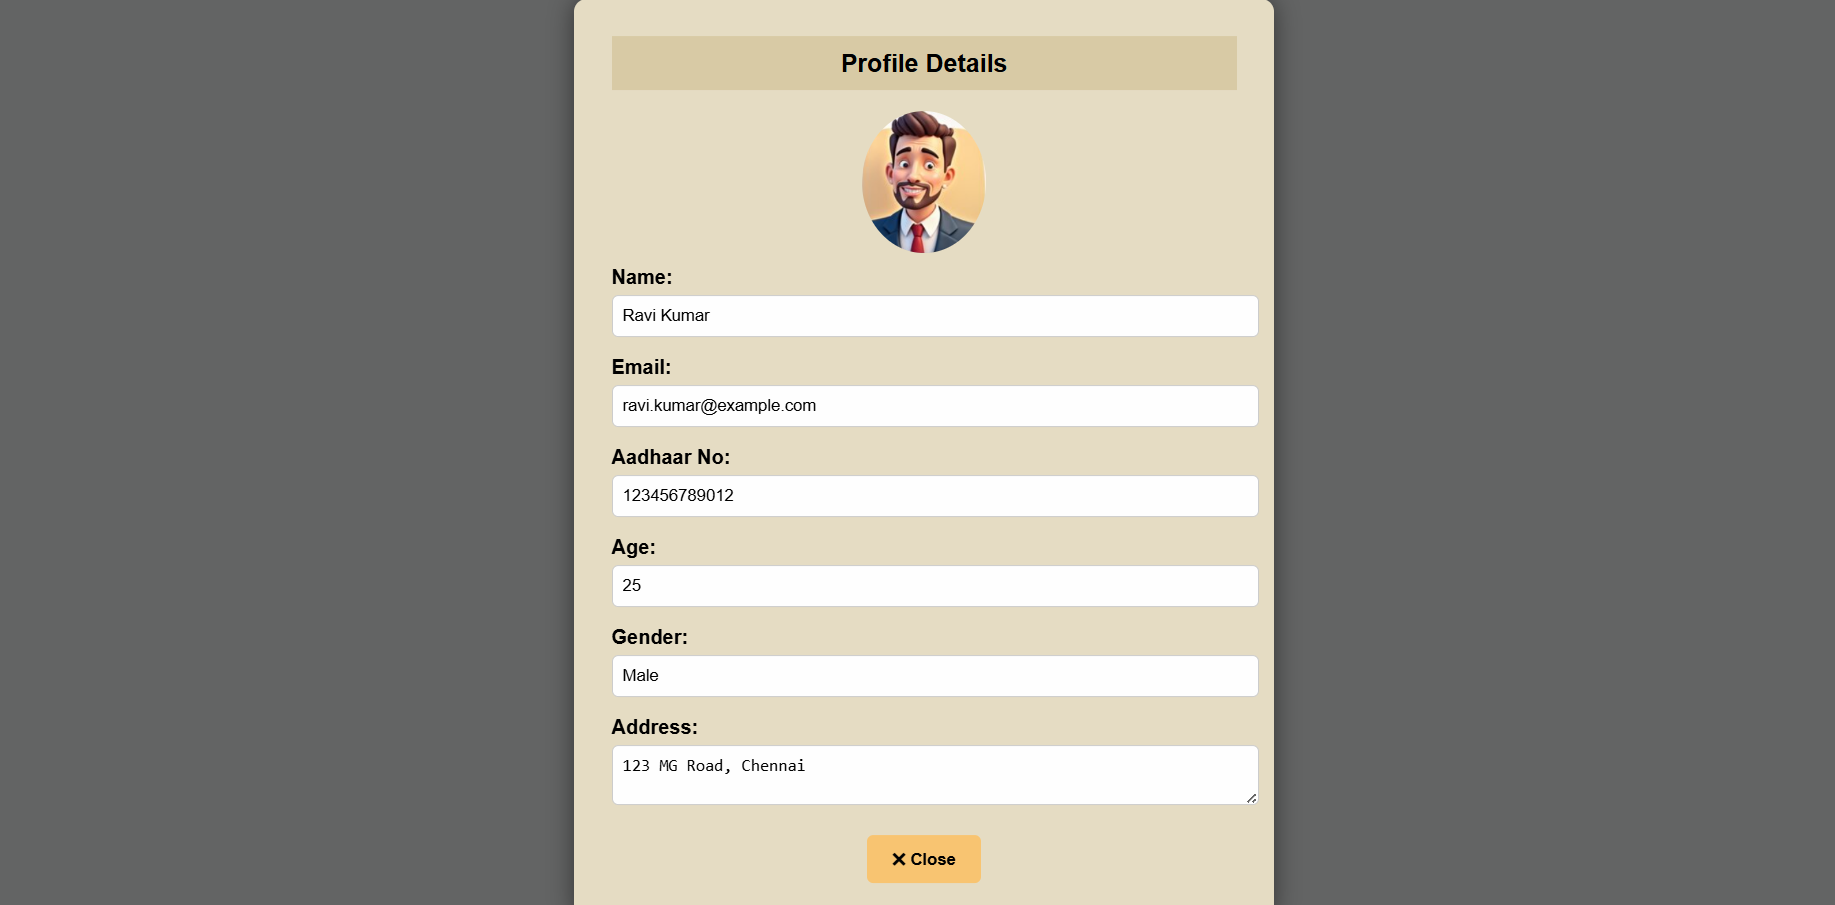 Profile Details
Name:
Ravi Kumar
Email:
ravi.kumar@example.com
Aadhaar No:
123456789012
Age:
25
Gender:
Male
Address:
123 MG Road, Chennai
✕ Close